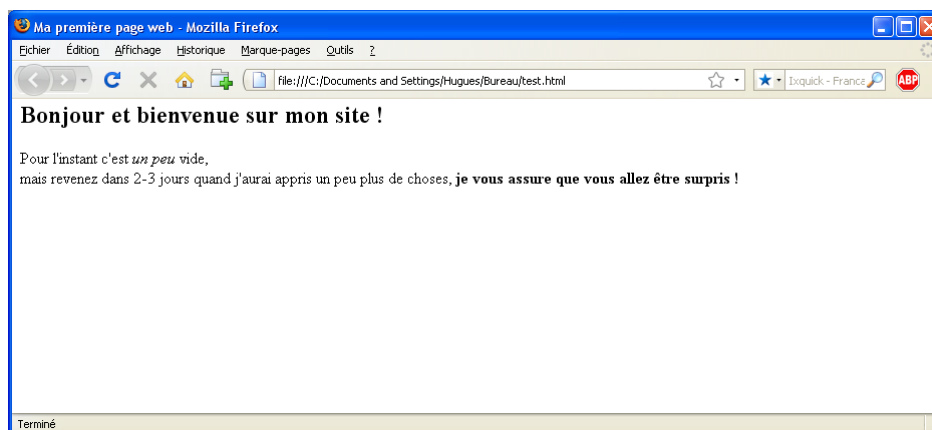 Ma première page web - Mozilla Firefox
Fichier Édition Affichage Historique Marque-pages Outils ?
file:///C:/Documents and Settings/Hugues/Bureau/test.html Ixquick - France ABP
Bonjour et bienvenue sur mon site !
Pour l'instant c'est un peu vide,
mais revenez dans 2-3 jours quand j'aurai appris un peu plus de choses, je vous assure que vous allez être surpris !
Terminé